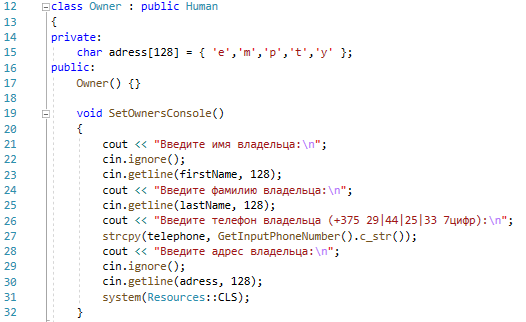 12 class Owner : public Human
13 {
14 private:
15 char adress[128] = { 'e','m','p','t','y' };
16 public:
17 Owner() {}
18
19 void SetOwnersConsole()
20 {
21 cout << "Введите имя владельца:\n";
22 cin.ignore();
23 cin.getline(firstName, 128);
24 cout << "Введите фамилию владельца:\n";
25 cin.getline(lastName, 128);
26 cout << "Введите телефон владельца (+375 29|44|25|33 7цифр):\n";
27 strcpy(telephone, GetInputPhoneNumber().c_str());
28 cout << "Введите адрес владельца:\n";
29 cin.ignore();
30 cin.getline(adress, 128);
31 system(Resources::CLS);
32 }